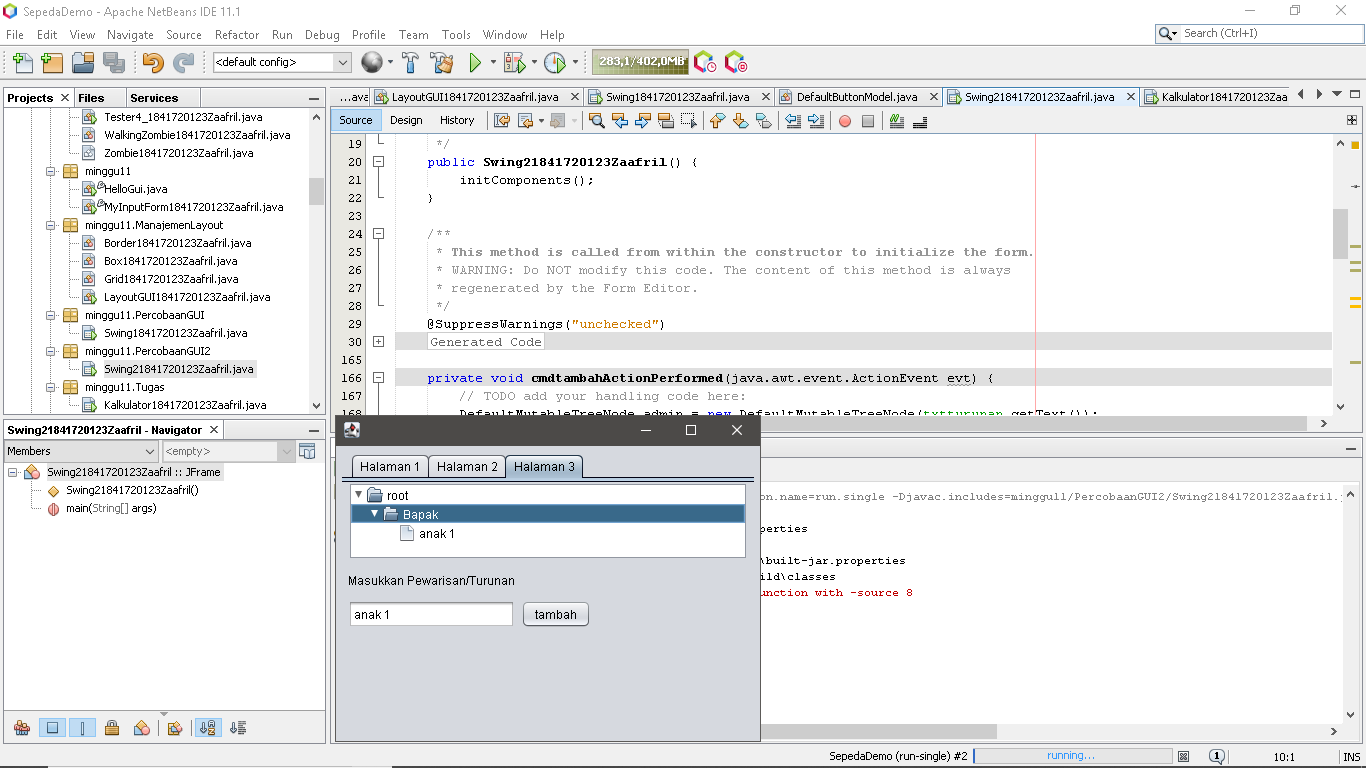 SepedaDemo - Apache NetBeans IDE 11.1
File Edit View Navigate Source Refactor Run Debug Profile Team Tools Window Help
Search (Ctrl+I)
<default config>
283,1/402,0MB
Projects Files Services
Tester4_1841720123Zaafril.java
WalkingZombie1841720123Zaafril.java
Zombie1841720123Zaafril.java
minggu11
HelloGui.java
MyInputForm1841720123Zaafril.java
minggu11.ManajemenLayout
Border1841720123Zaafril.java
Box1841720123Zaafril.java
Grid1841720123Zaafril.java
LayoutGUI1841720123Zaafril.java
minggu11.PercobaanGUI
Swing1841720123Zaafril.java
minggu11.PercobaanGUI2
Swing21841720123Zaafril.java
minggu11.Tugas
Kalkulator1841720123Zaafril.java
Swing21841720123Zaafril.java - Navigator
Members <empty>
Swing21841720123Zaafril :: JFrame
Swing21841720123Zaafril()
main(String[] args)
...ava LayoutGUI1841720123Zaafril.java Swing1841720123Zaafril.java DefaultButtonModel.java Swing21841720123Zaafril.java Kalkulator1841720123Zaa
Source Design History
19 */
20 public Swing21841720123Zaafril() {
21 initComponents();
22 }
23
24 /**
25 * This method is called from within the constructor to initialize the form.
26 * WARNING: Do NOT modify this code. The content of this method is always
27 * regenerated by the Form Editor.
28 */
29 @SuppressWarnings("unchecked")
30 Generated Code
165
166 private void cmdtambahActionPerformed(java.awt.event.ActionEvent evt) {
167 // TODO add your handling code here:
168 DefaultMutableTreeNode admin = new DefaultMutableTreeNode(txtturunan.getText());
Halaman 1 Halaman 2 Halaman 3
root
Bapak
anak 1
Masukkan Pewarisan/Turunan
anak 1 tambah
on.name=run.single -Djavac.includes=minggu11/PercobaanGUI2/Swing21841720123Zaafril.j
perties
\built-jar.properties
ild\classes
unction with -source 8
SepedaDemo (run-single) #2 running... 1 10:1 INS